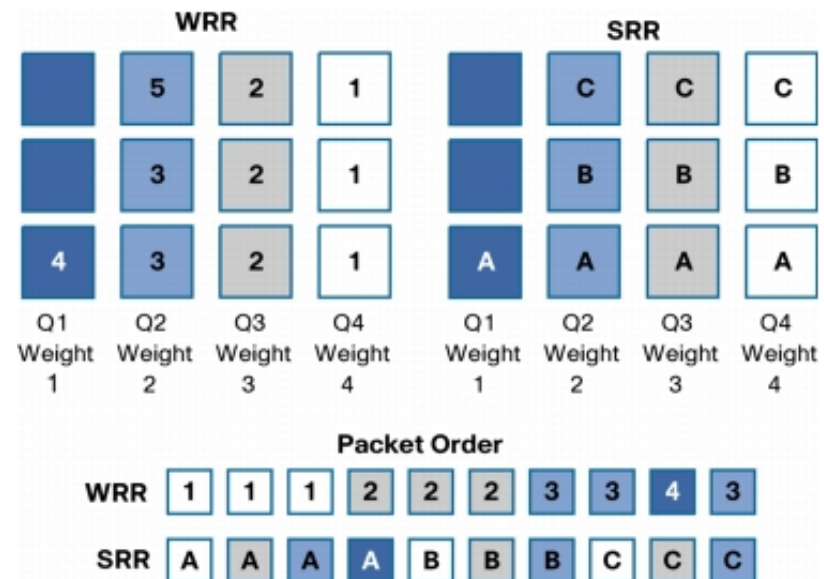 WRR
5 2 1
3 2 1
4 3 2 1
Q1 Q2 Q3 Q4
Weight Weight Weight Weight
1 2 3 4
SRR
C C C
B B B
A A A A
Q1 Q2 Q3 Q4
Weight Weight Weight Weight
1 2 3 4
Packet Order
WRR 1 1 1 2 2 2 3 3 4 3
SRR A A A A B B B C C C